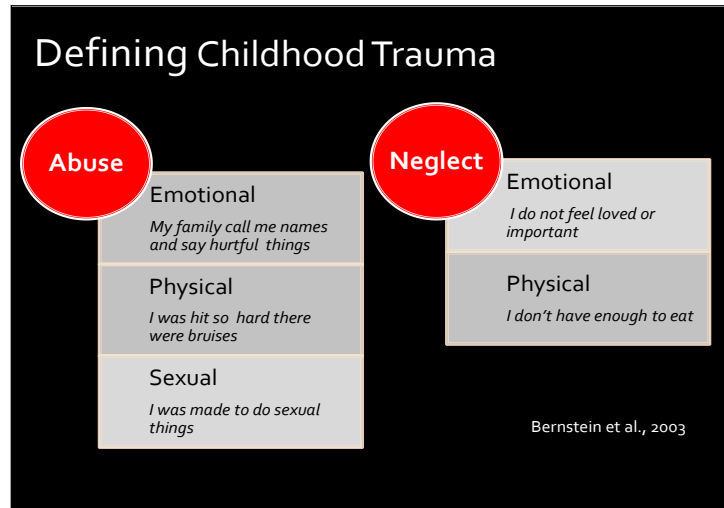 Defining Childhood Trauma
Abuse
Emotional
My family call me names
and say hurtful things
Physical
I was hit so hard there
were bruises
Sexual
I was made to do sexual
things
Neglect
Emotional
I do not feel loved or
important
Physical
I don't have enough to eat
Bernstein et al., 2003